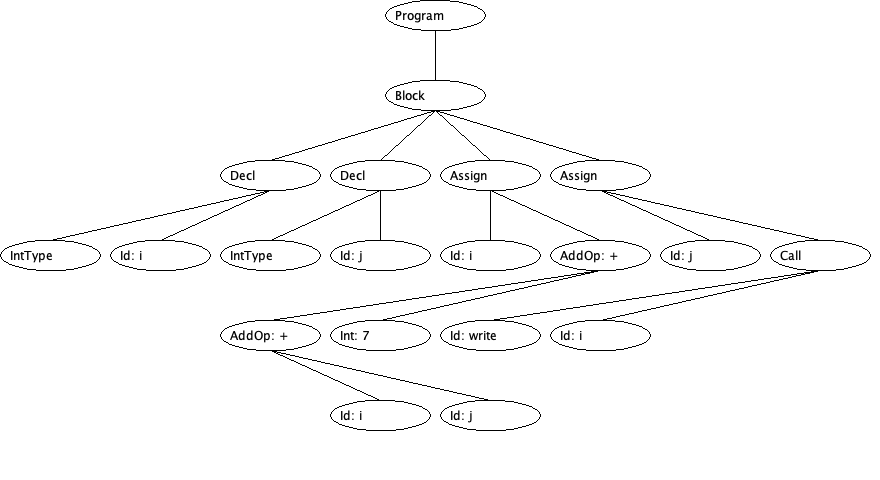 Program
Block
Decl
Decl
Assign
Assign
IntType
Id: i
IntType
Id: j
Id: i
AddOp: +
Id: j
Call
AddOp: +
Int: 7
Id: write
Id: i
Id: i
Id: j